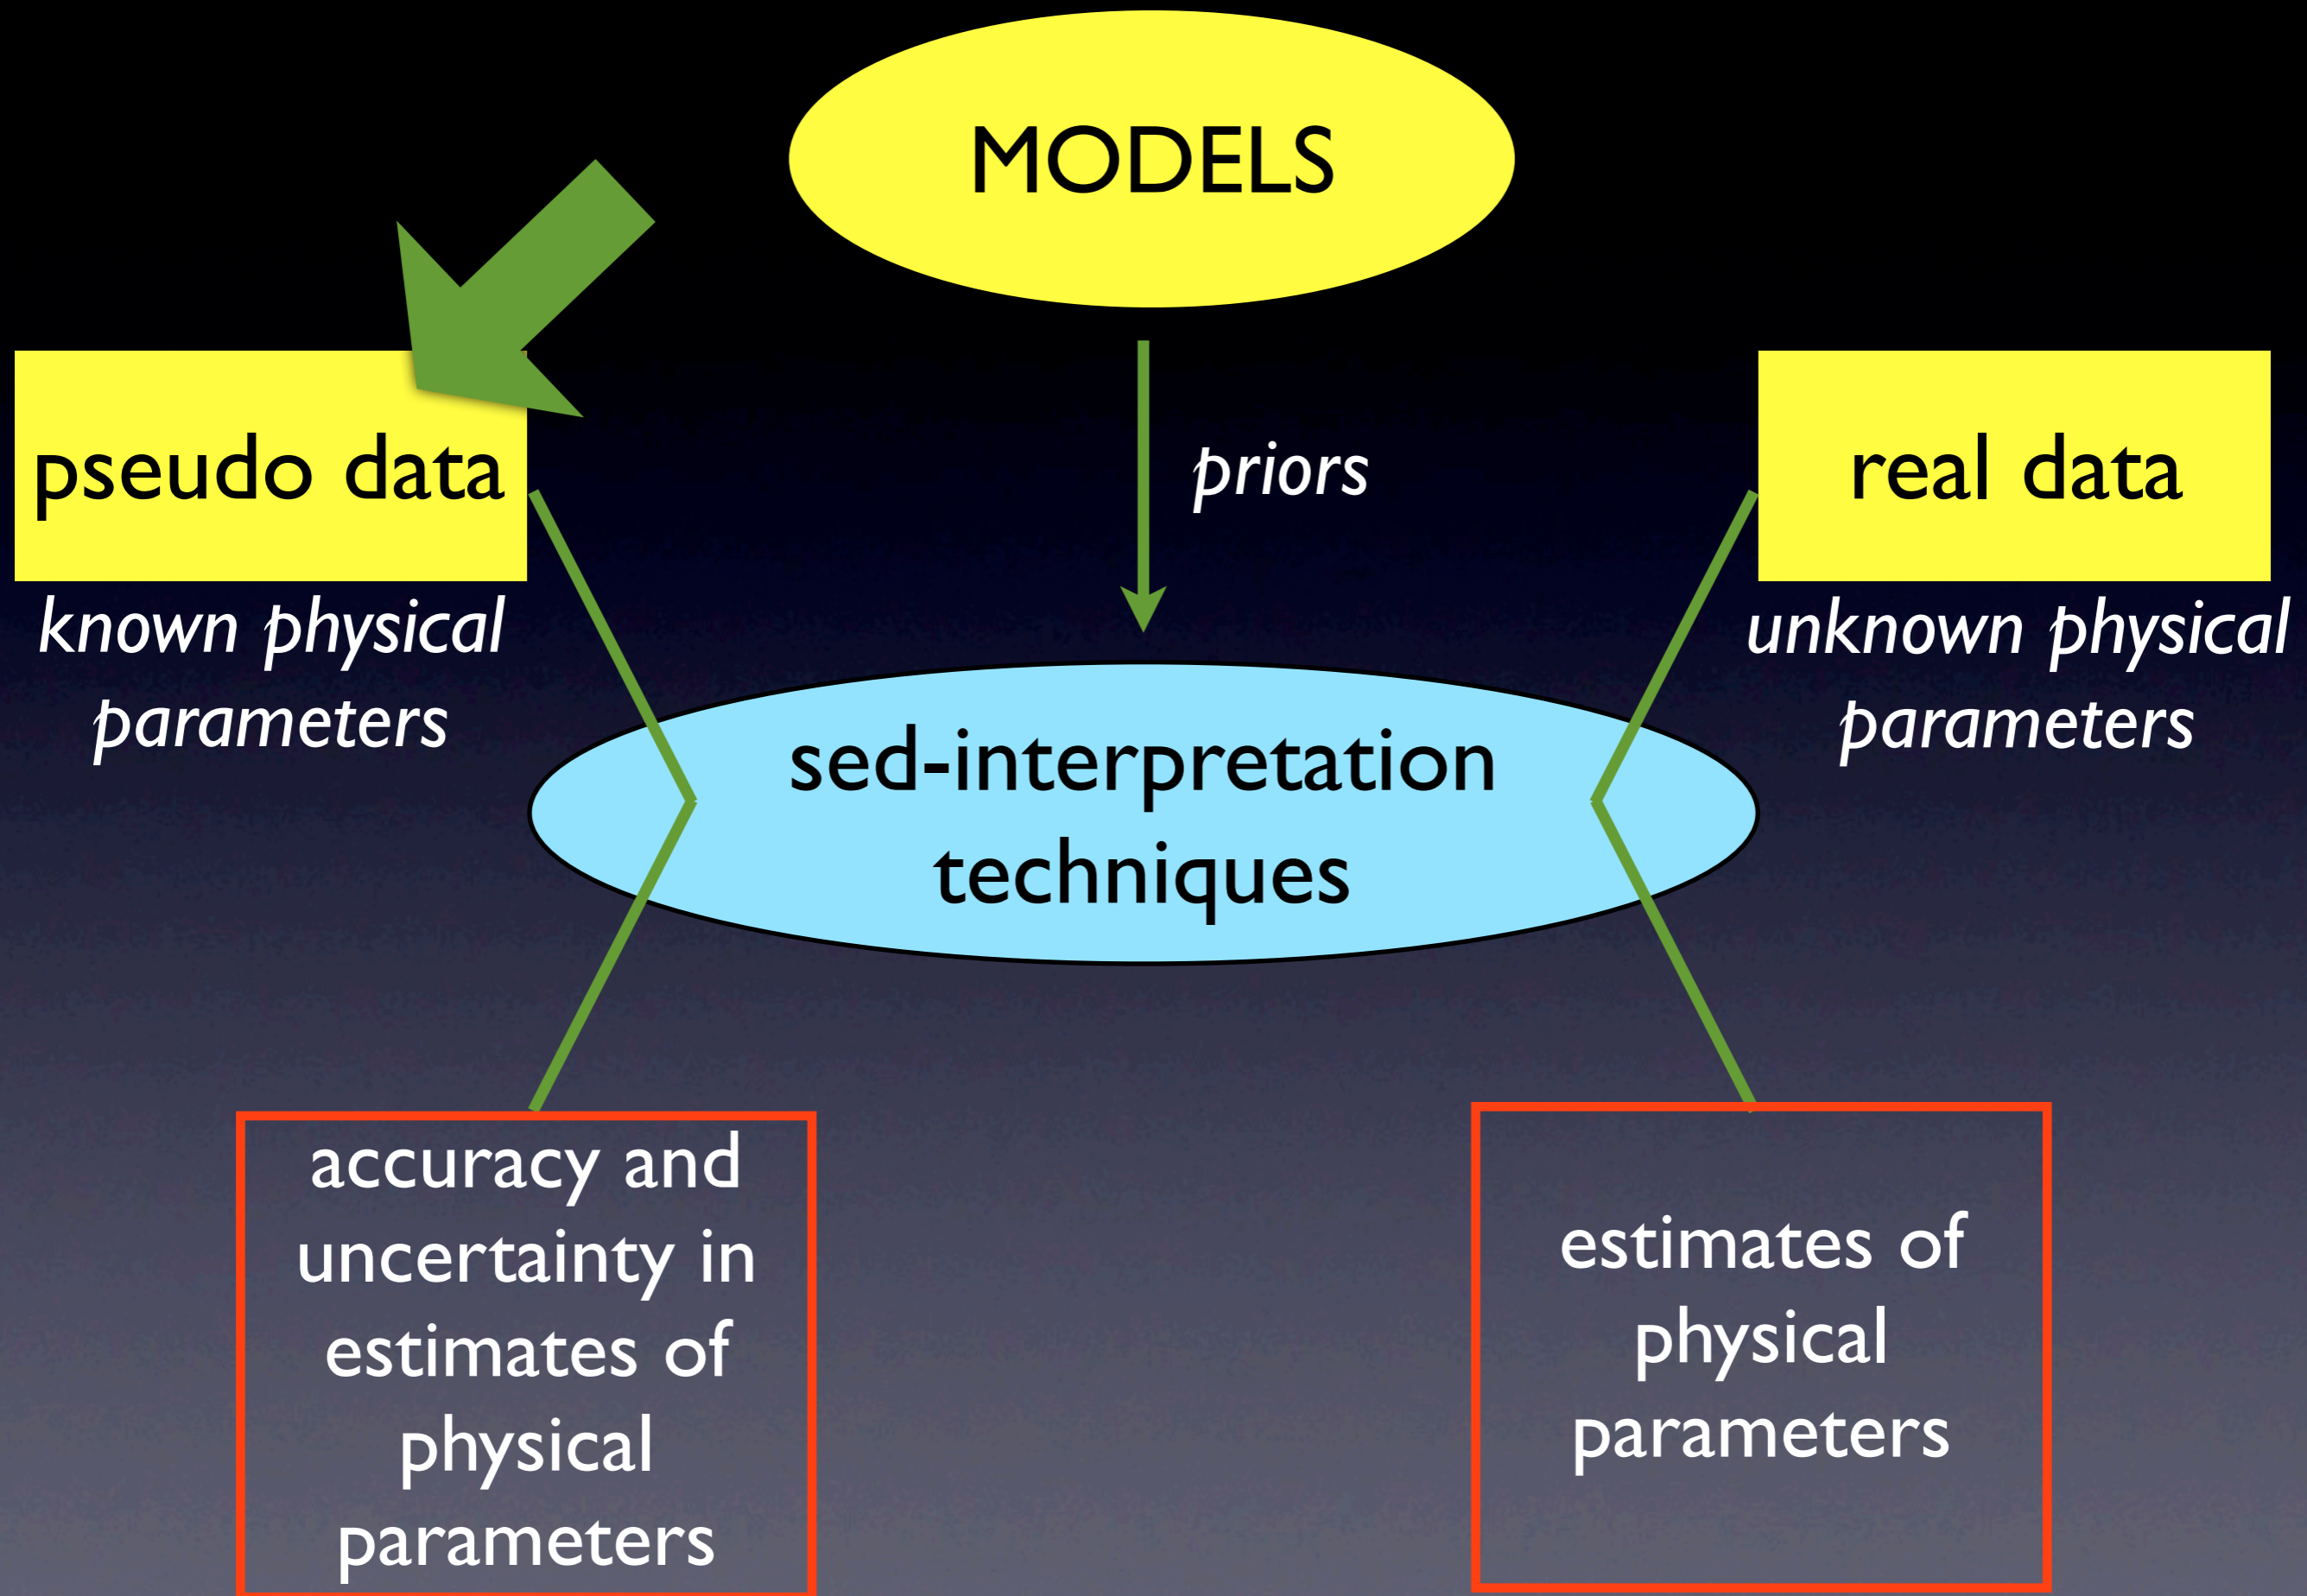 MODELS
pseudo data
known physical
parameters
priors
real data
unknown physical
parameters
sed-interpretation
techniques
accuracy and
uncertainty in
estimates of
physical
parameters
estimates of
physical
parameters